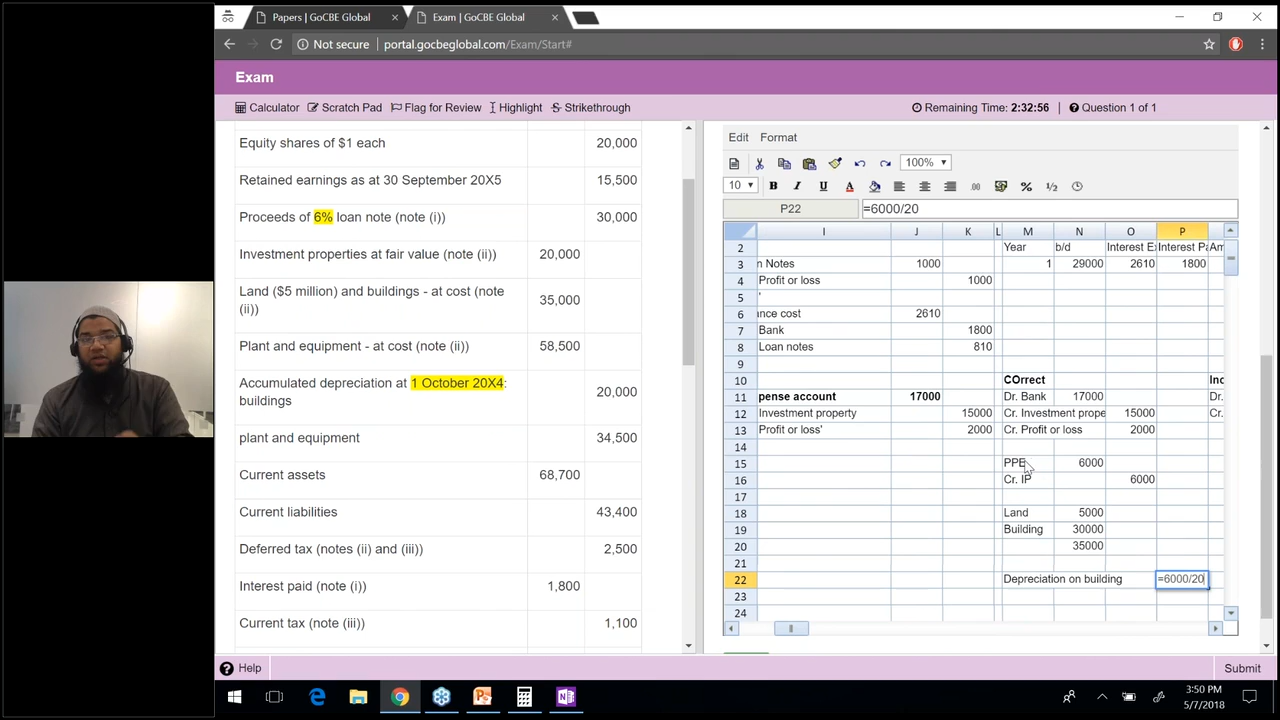 Papers | GoCBE Global
Exam | GoCBE Global
Not secure
portal.gocbeglobal.com/Exam/Start#
Exam
Calculator
Scratch Pad
Flag for Review
Highlight
Strikethrough
Remaining Time: 2:32:56
Question 1 of 1
Equity shares of $1 each 20,000
Retained earnings as at 30 September 20X5 15,500
Proceeds of 6% loan note (note (i)) 30,000
Investment properties at fair value (note (ii)) 20,000
Land ($5 million) and buildings - at cost (note
(ii)) 35,000
Plant and equipment - at cost (note (ii)) 58,500
Accumulated depreciation at 1 October 20X4:
buildings 20,000
plant and equipment 34,500
Current assets 68,700
Current liabilities 43,400
Deferred tax (notes (ii) and (iii)) 2,500
Interest paid (note (i)) 1,800
Current tax (note (iii)) 1,100
Edit Format
100%
10 B I U A .00 % 1/2
P22 =6000/20
I J K L M N O P
2 Year b/d Interest E Interest Pa Am
3 n Notes 1000 1 29000 2610 1800
4 Profit or loss 1000
5 '
6 ance cost 2610
7 Bank 1800
8 Loan notes 810
9
10 COrrect Inc
11 pense account 17000 Dr. Bank 17000 Dr.
12 Investment property 15000 Cr. Investment prope 15000 Cr.
13 Profit or loss' 2000 Cr. Profit or loss 2000
14
15 PPE 6000
16 Cr. IP 6000
17
18 Land 5000
19 Building 30000
20 35000
21
22 Depreciation on building =6000/20
23
24
Help
Submit
3:50 PM
5/7/2018